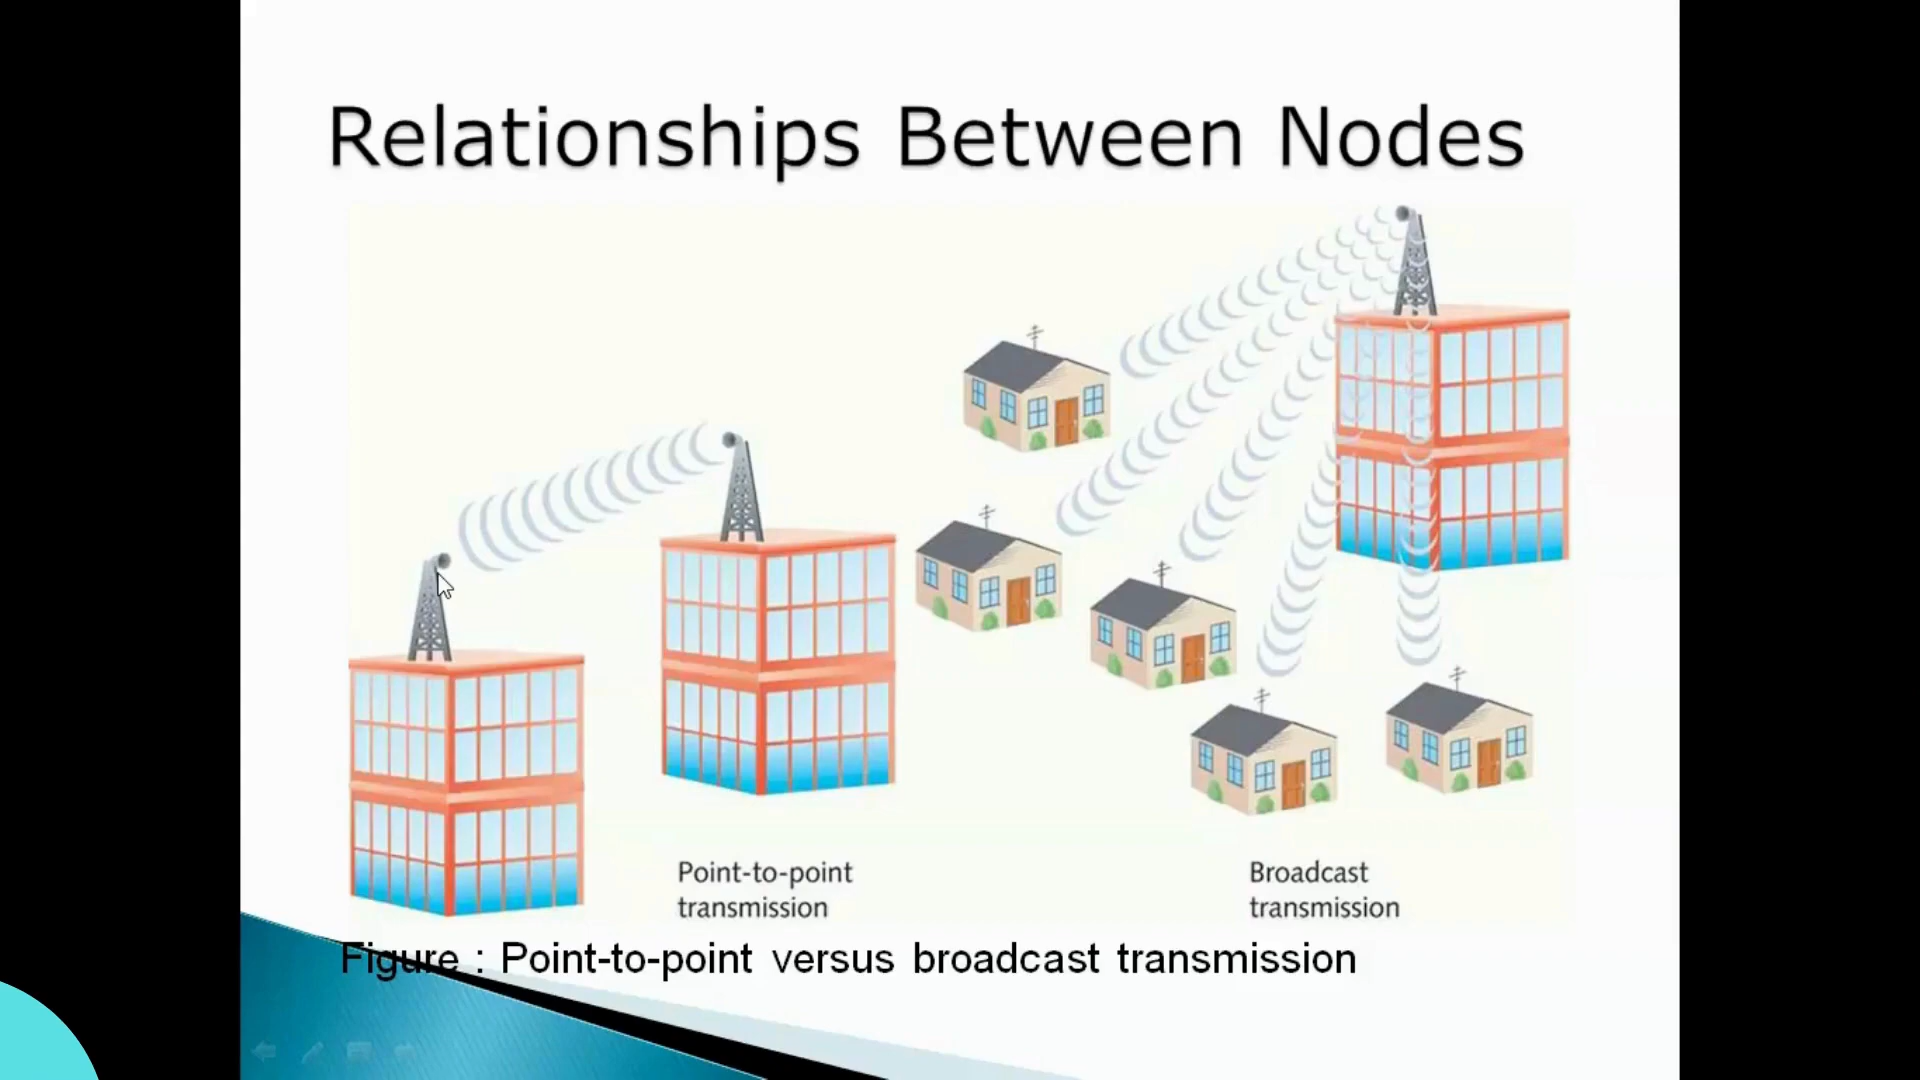 Relationships Between Nodes
Point-to-point
transmission
Broadcast
transmission
Figure : Point-to-point versus broadcast transmission